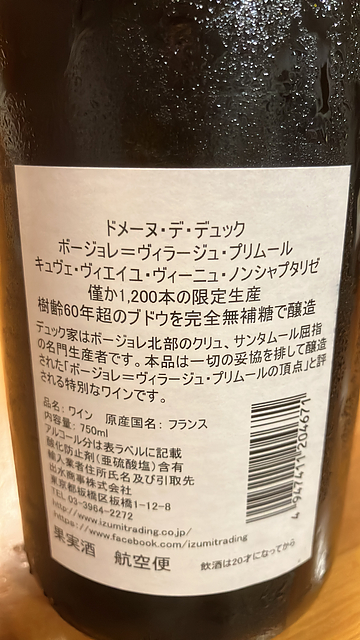 ドメーヌ・デ・デュック
ボージョレ＝ヴィラージュ・プリムール
キュヴェ・ヴィエイユ・ヴィーニュ・ノンシャプタリゼ
僅か1,200本の限定生産
樹齢60年超のブドウを完全無補糖で醸造
デュック家はボージョレ北部のクリュ、サンタムール屈指
の名門生産者です。本品は一切の妥協を排して醸造
された「ボージョレ＝ヴィラージュ・プリムールの頂点」と評
される特別なワインです。
品名: ワイン　原産国名: フランス
内容量: 750ml
アルコール分は表ラベルに記載
酸化防止剤(亜硫酸塩)含有
輸入業者住所氏名及び引取先
出水商事株式会社
東京都板橋区板橋1-12-8
TEL 03-3964-2272
http://www.izumitrading.co.jp/
https://www.facebook.com/izumitrading
果実酒　航空便　飲酒は20才になってから
4 947411 204671